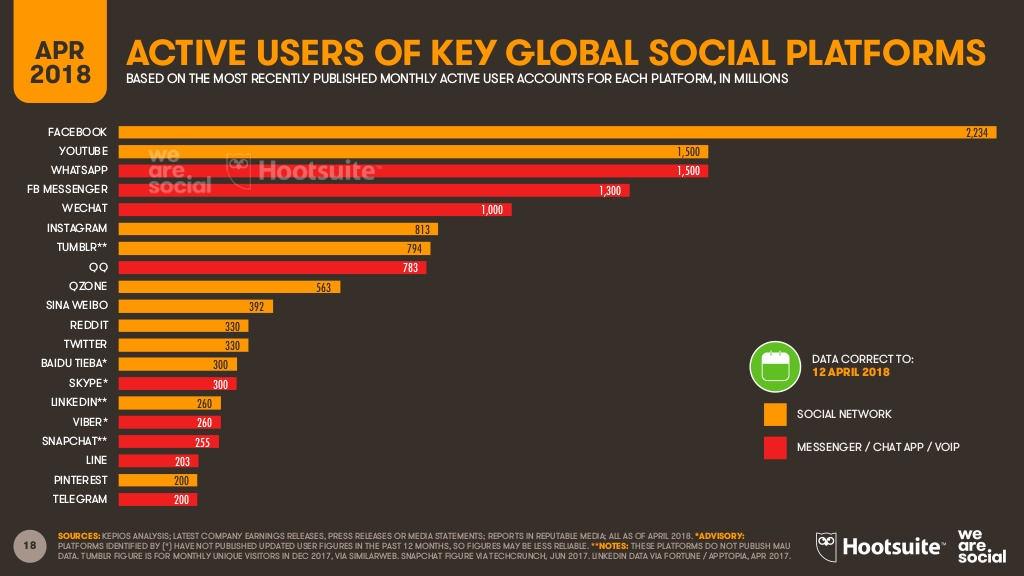 APR
2018
ACTIVE USERS OF KEY GLOBAL SOCIAL PLATFORMS
BASED ON THE MOST RECENTLY PUBLISHED MONTHLY ACTIVE USER ACCOUNTS FOR EACH PLATFORM, IN MILLIONS
FACEBOOK 2,234
YOUTUBE 1,500
WHATSAPP 1,500
FB MESSENGER 1,300
WECHAT 1,000
INSTAGRAM 813
TUMBLR** 794
QQ 783
QZONE 563
SINA WEIBO 392
REDDIT 330
TWITTER 330
BAIDU TIEBA* 300
SKYPE* 300
LINKEDIN** 260
VIBER* 260
SNAPCHAT** 255
LINE 203
PINTEREST 200
TELEGRAM 200
we
are
social
Hootsuite™
DATA CORRECT TO:
12 APRIL 2018
SOCIAL NETWORK
MESSENGER / CHAT APP / VOIP
18
SOURCES: KEPIOS ANALYSIS; LATEST COMPANY EARNINGS RELEASES, PRESS RELEASES OR MEDIA STATEMENTS; REPORTS IN REPUTABLE MEDIA; ALL AS OF APRIL 2018. *ADVISORY:
PLATFORMS IDENTIFIED BY (*) HAVE NOT PUBLISHED UPDATED USER FIGURES IN THE PAST 12 MONTHS, SO FIGURES MAY BE LESS RELIABLE. **NOTES: THESE PLATFORMS DO NOT PUBLISH MAU
DATA. TUMBLR FIGURE IS FOR MONTHLY UNIQUE VISITORS IN DEC 2017, VIA SIMILARWEB. SNAPCHAT FIGURE VIA TECHCRUNCH, JUN 2017. LINKEDIN DATA VIA FORTUNE / APPTOPIA, APR 2017.
Hootsuite™
we
are
social